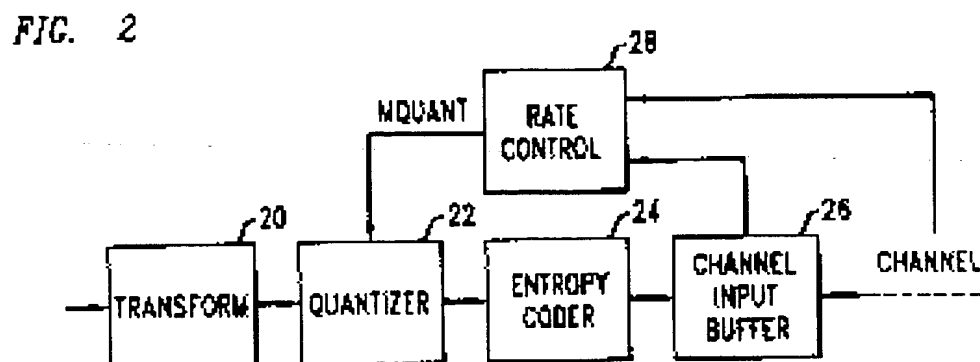 FIG. 2
28
MQUANT
RATE
CONTROL
20
22
24
26
TRANSFORM
QUANTIZER
ENTROPY
CODER
CHANNEL
INPUT
BUFFER
CHANNEL